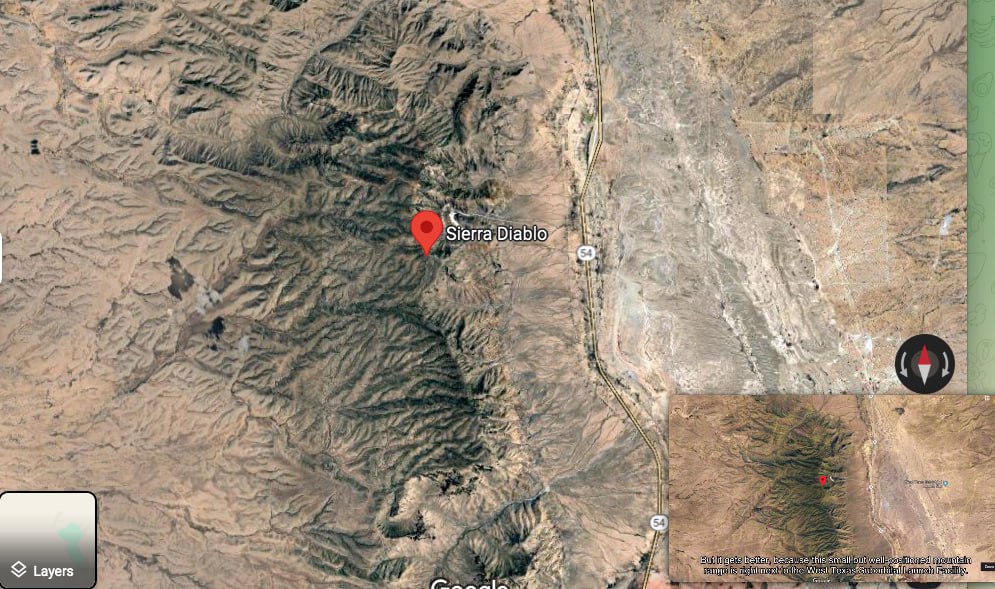 Sierra Diablo
54
54
Layers
But it gets better, because this small but well-positioned mountain
range is right next to the West Texas Suborbital Launch Facility.
Google
Google